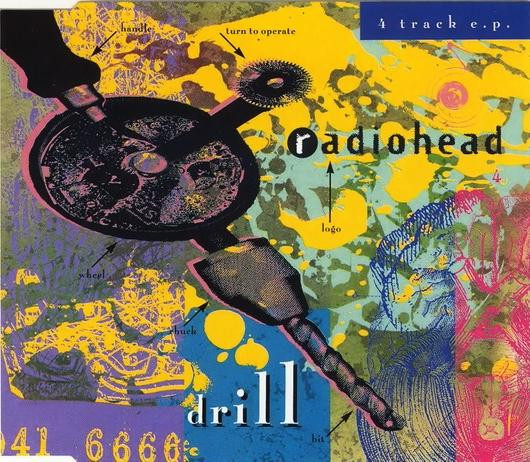 4 track e.p.
handle
turn to operate
radiohead
4
logo
wheel
chuck
drill
bit
041 6666